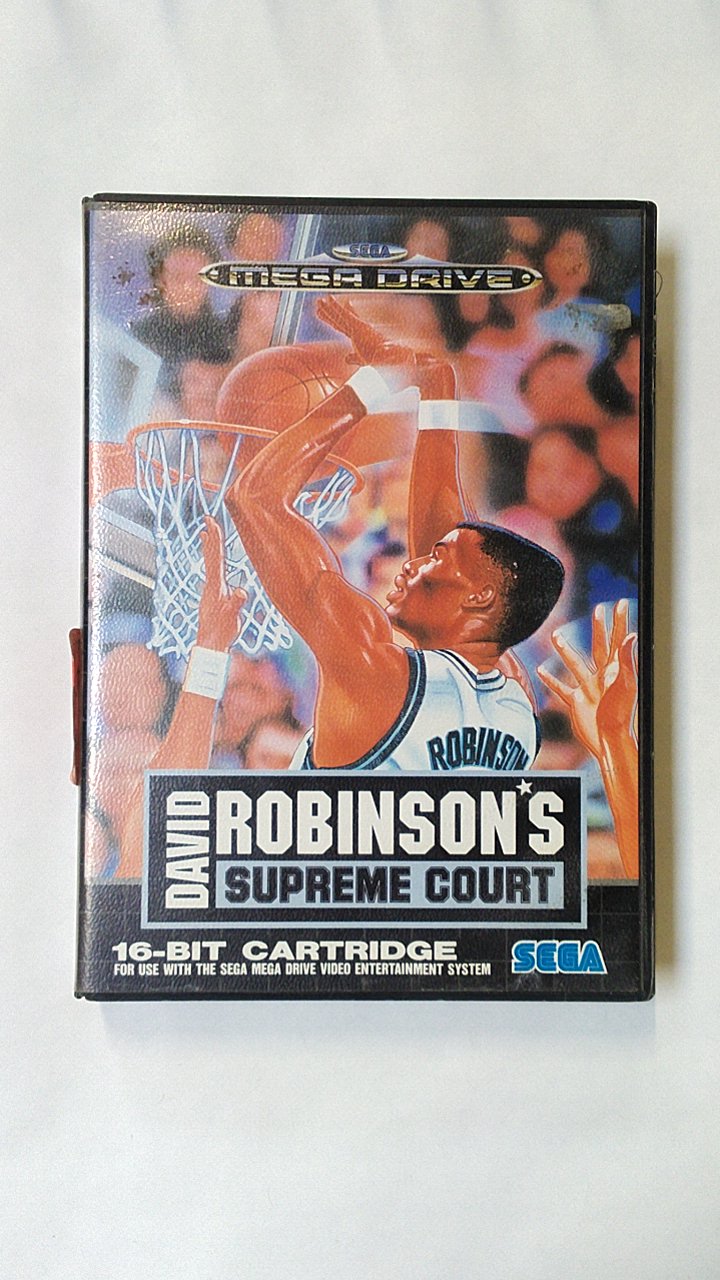 SEGA
MEGA DRIVE
ROBINSON
DAVID
ROBINSON'S
SUPREME COURT
16-BIT CARTRIDGE
FOR USE WITH THE SEGA MEGA DRIVE VIDEO ENTERTAINMENT SYSTEM
SEGA